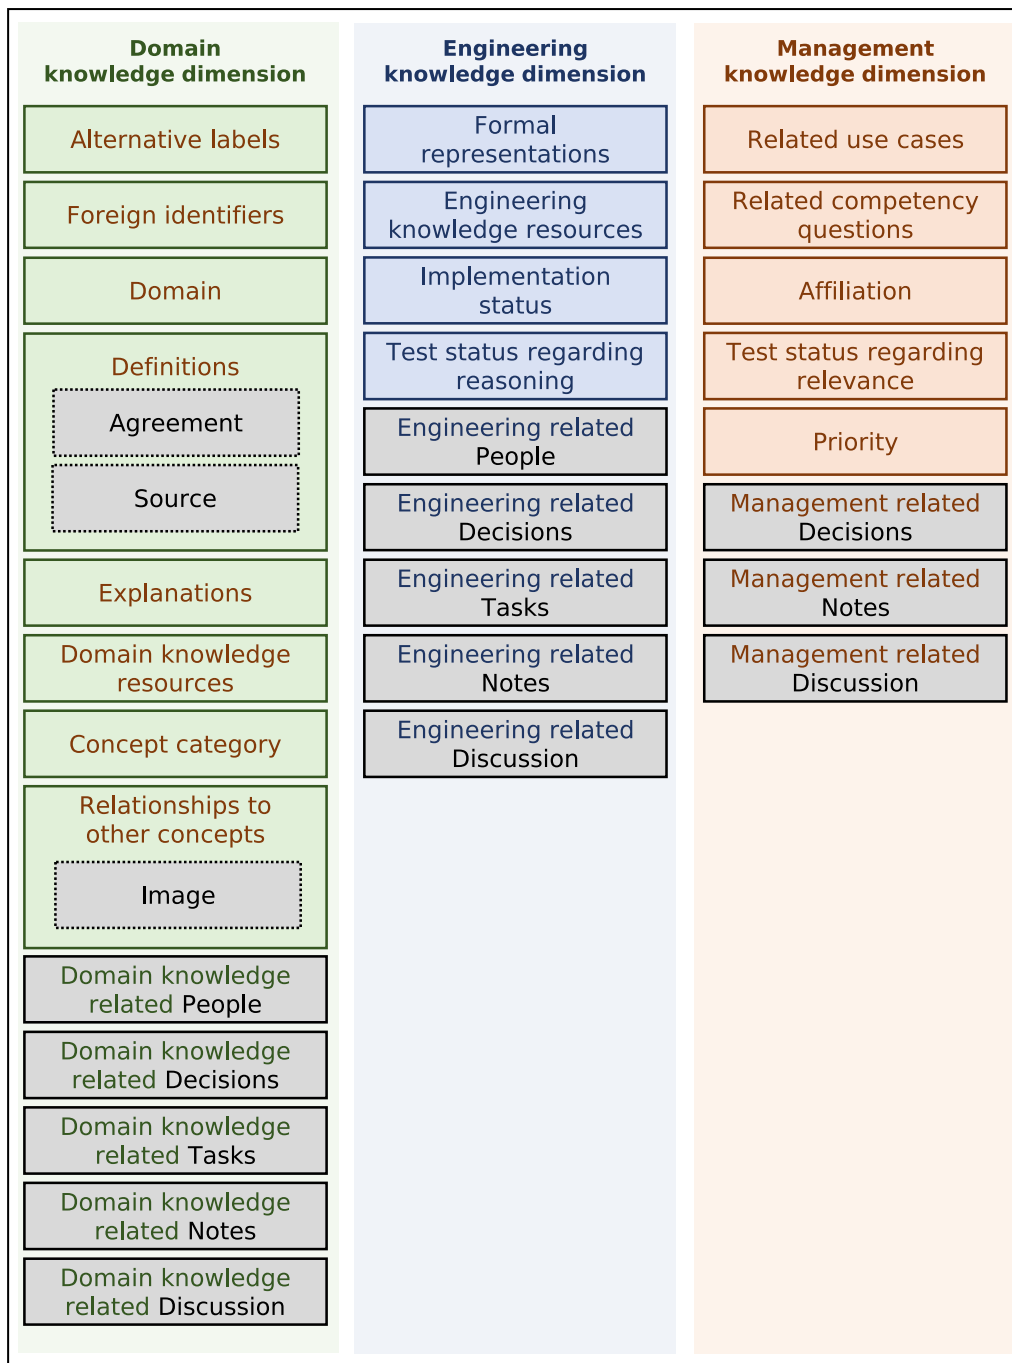 Domain
knowledge dimension
Alternative labels
Foreign identifiers
Domain
Definitions
Agreement
Source
Explanations
Domain knowledge
resources
Concept category
Relationships to
other concepts
Image
Domain knowledge
related People
Domain knowledge
related Decisions
Domain knowledge
related Tasks
Domain knowledge
related Notes
Domain knowledge
related Discussion
Engineering
knowledge dimension
Formal
representations
Engineering
knowledge resources
Implementation
status
Test status regarding
reasoning
Engineering related
People
Engineering related
Decisions
Engineering related
Tasks
Engineering related
Notes
Engineering related
Discussion
Management
knowledge dimension
Related use cases
Related competency
questions
Affiliation
Test status regarding
relevance
Priority
Management related
Decisions
Management related
Notes
Management related
Discussion